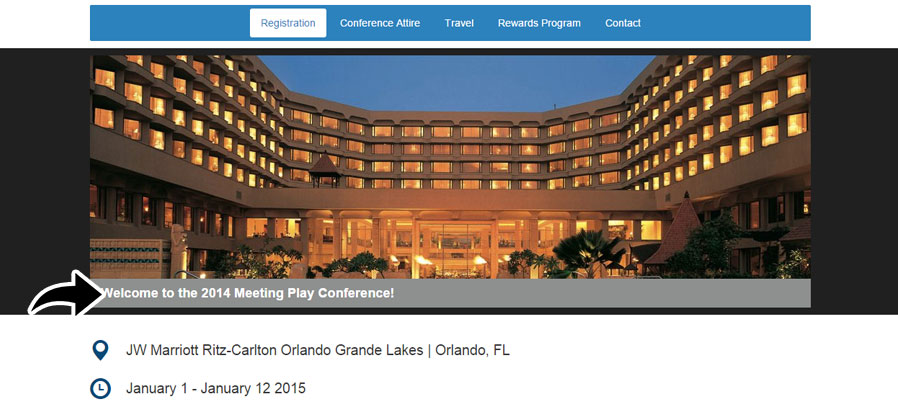 Registration Conference Attire Travel Rewards Program Contact
Welcome to the 2014 Meeting Play Conference!
JW Marriott Ritz-Carlton Orlando Grande Lakes | Orlando, FL
January 1 - January 12 2015